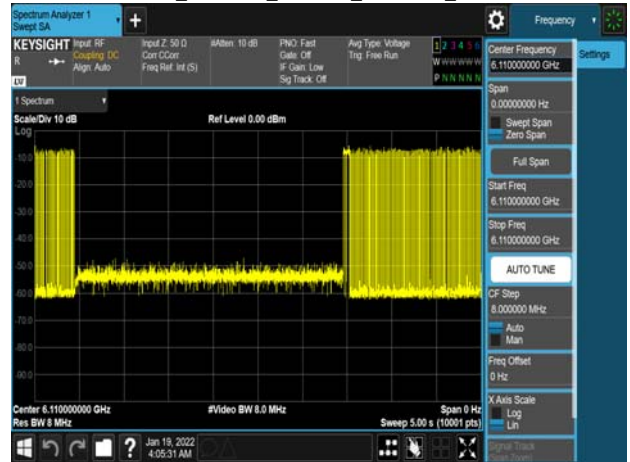 Spectrum Analyzer 1
Swept SA
Frequency
KEYSIGHT
R
LW
Input: RF
Coupling: DC
Align: Auto
Input Z: 50 Ω
Corr CCorr
Freq Ref: Int (S)
#Atten: 10 dB
PNO: Fast
Gate: Off
IF Gain: Low
Sig Track: Off
Avg Type: Voltage
Trig: Free Run
1 2 3 4 5 6
W W W W W W
P N N N N N
1 Spectrum
Scale/Div 10 dB
Ref Level 0.00 dBm
Log
-10.0
-20.0
-30.0
-40.0
-50.0
-60.0
-70.0
-80.0
-90.0
Center 6.110000000 GHz
Res BW 8 MHz
#Video BW 8.0 MHz
Span 0 Hz
Sweep 5.00 s (10001 pts)
Jan 19, 2022
4:05:31 AM
Center Frequency
6.110000000 GHz
Span
0.00000000 Hz
Swept Span
Zero Span
Full Span
Start Freq
6.110000000 GHz
Stop Freq
6.110000000 GHz
AUTO TUNE
CF Step
8.000000 MHz
Auto
Man
Freq Offset
0 Hz
X Axis Scale
Log
Lin
Signal Track
(Span Zoom)
Settings